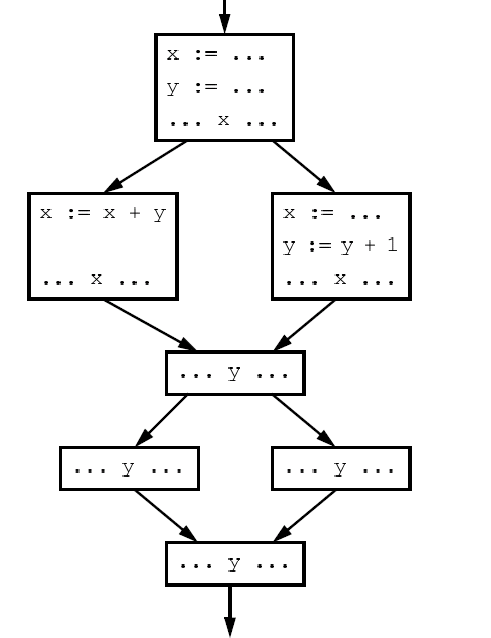 x := ...
y := ...
... x ...
x := x + y
... x ...
x := ...
y := y + 1
... x ...
... y ...
... y ...
... y ...
... y ...